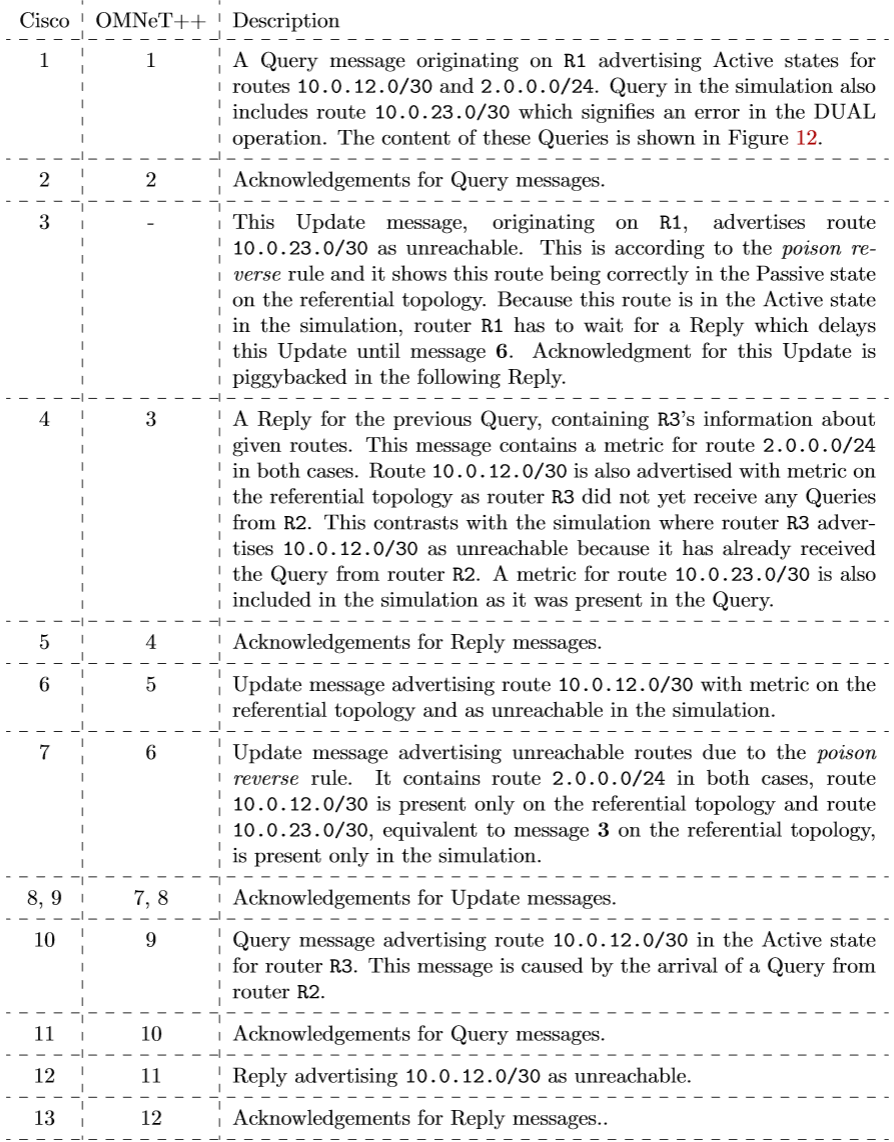 Cisco OMNeT++ Description
1 1 A Query message originating on R1 advertising Active states for
routes 10.0.12.0/30 and 2.0.0.0/24. Query in the simulation also
includes route 10.0.23.0/30 which signifies an error in the DUAL
operation. The content of these Queries is shown in Figure 12.
2 2 Acknowledgements for Query messages.
3 - This Update message, originating on R1, advertises route
10.0.23.0/30 as unreachable. This is according to the poison re-
verse rule and it shows this route being correctly in the Passive state
on the referential topology. Because this route is in the Active state
in the simulation, router R1 has to wait for a Reply which delays
this Update until message 6. Acknowledgment for this Update is
piggybacked in the following Reply.
4 3 A Reply for the previous Query, containing R3's information about
given routes. This message contains a metric for route 2.0.0.0/24
in both cases. Route 10.0.12.0/30 is also advertised with metric on
the referential topology as router R3 did not yet receive any Queries
from R2. This contrasts with the simulation where router R3 adver-
tises 10.0.12.0/30 as unreachable because it has already received
the Query from router R2. A metric for route 10.0.23.0/30 is also
included in the simulation as it was present in the Query.
5 4 Acknowledgements for Reply messages.
6 5 Update message advertising route 10.0.12.0/30 with metric on the
referential topology and as unreachable in the simulation.
7 6 Update message advertising unreachable routes due to the poison
reverse rule. It contains route 2.0.0.0/24 in both cases, route
10.0.12.0/30 is present only on the referential topology and route
10.0.23.0/30, equivalent to message 3 on the referential topology,
is present only in the simulation.
8, 9 7, 8 Acknowledgements for Update messages.
10 9 Query message advertising route 10.0.12.0/30 in the Active state
for router R3. This message is caused by the arrival of a Query from
router R2.
11 10 Acknowledgements for Query messages.
12 11 Reply advertising 10.0.12.0/30 as unreachable.
13 12 Acknowledgements for Reply messages..